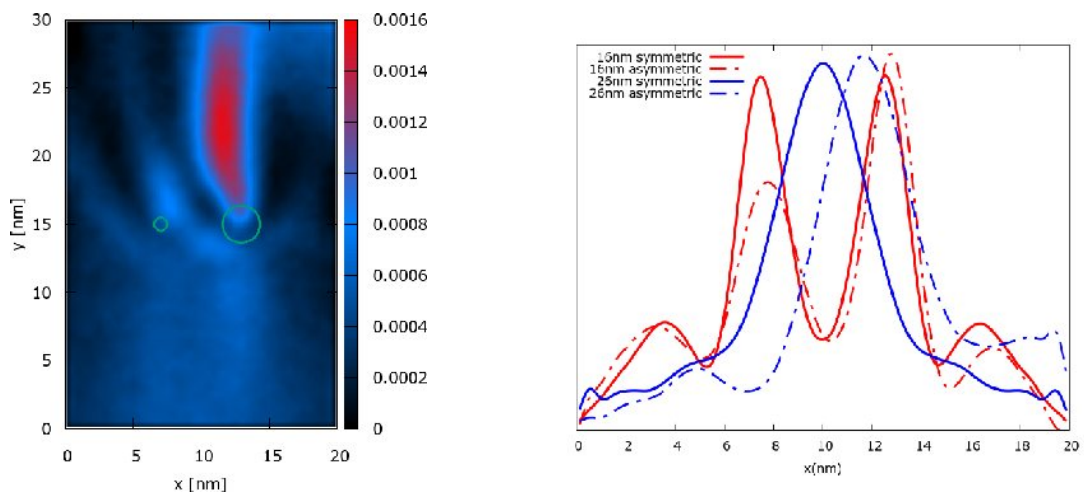 30
25
20
15
10
5
0
y [nm]
0 5 10 15 20
x [nm]
0.0016
0.0014
0.0012
0.001
0.0008
0.0006
0.0004
0.0002
0
16nm symmetric
16nm asymmetric
26nm symmetric
26nm asymmetric
0 2 4 6 8 10 12 14 16 18 20
x(nm)